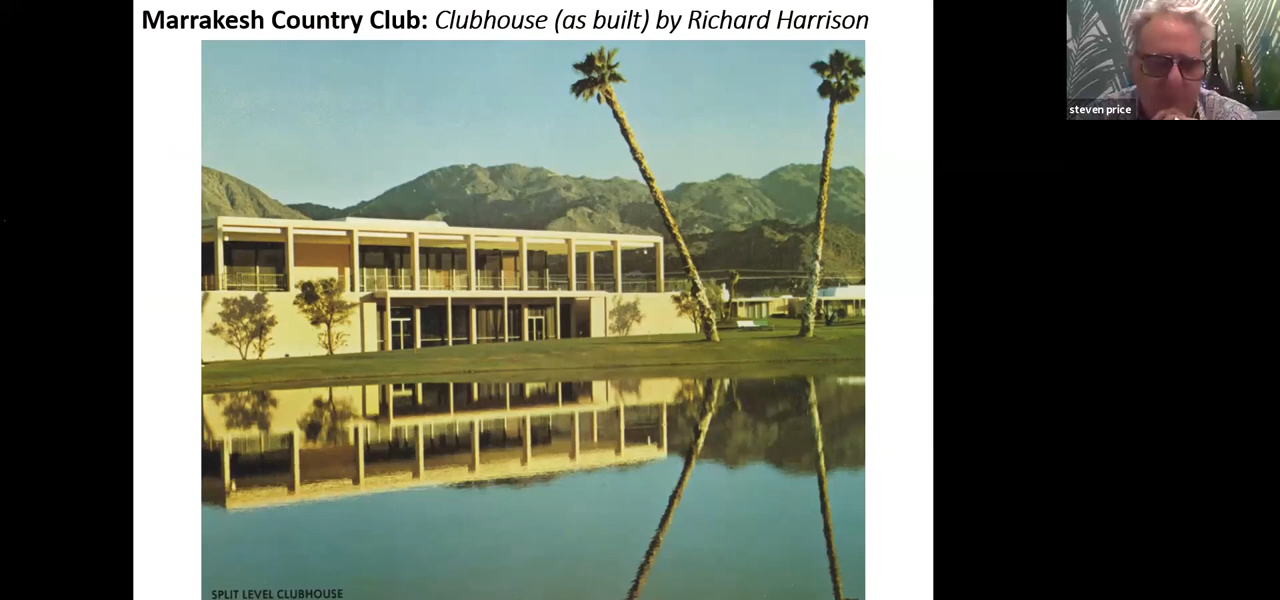 Marrakesh Country Club: Clubhouse (as built) by Richard Harrison
steven price
SPLIT LEVEL CLUBHOUSE